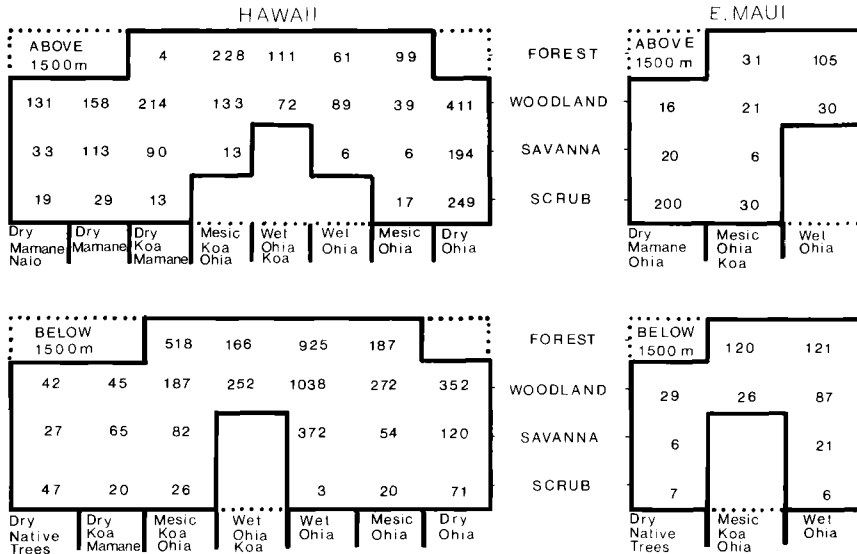 HAWAII
E. MAUI
ABOVE 1500m
4 228 111 61 99
FOREST
ABOVE 1500m
31 105
131 158 214 133 72 89 39 411
WOODLAND
16 21 30
33 113 90 13 6 6 194
SAVANNA
20 6
19 29 13 17 249
SCRUB
200 30
Dry Mamane Naio
Dry Mamane
Dry Koa Mamane
Mesic Koa Ohia
Wet Ohia Koa
Wet Ohia
Mesic Ohia
Dry Ohia
Dry Mamane Ohia
Mesic Ohia Koa
Wet Ohia
BELOW 1500m
518 166 925 187
FOREST
BELOW 1500m
120 121
42 45 187 252 1038 272 352
WOODLAND
29 26 87
27 65 82 372 54 120
SAVANNA
6 21
47 20 26 3 20 71
SCRUB
7 6
Dry Native Trees
Dry Koa Mamane
Mesic Koa Ohia
Wet Ohia Koa
Wet Ohia
Mesic Ohia
Dry Ohia
Dry Native Trees
Mesic Koa Ohia
Wet Ohia